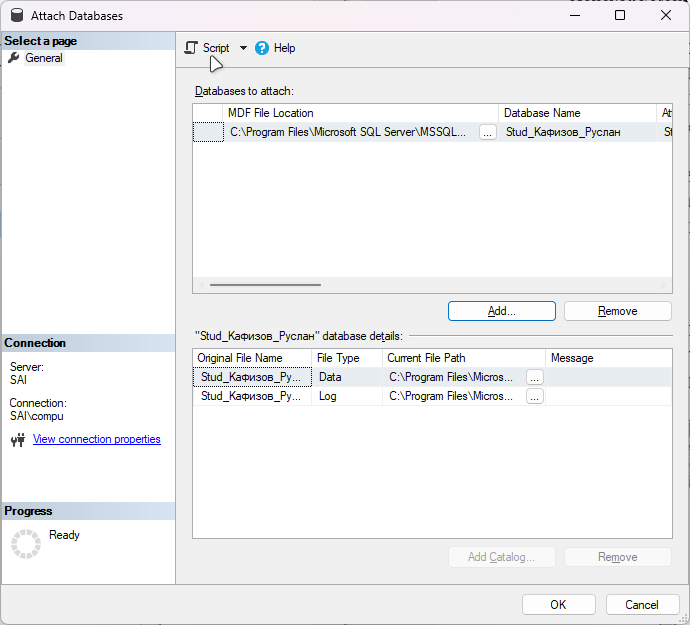 Attach Databases
Select a page
General
Script
Help
Databases to attach:
MDF File Location Database Name
C:\Program Files\Microsoft SQL Server\MSSQL... ... Stud_Кафизов_Руслан
Add... Remove
"Stud_Кафизов_Руслан" database details:
Original File Name File Type Current File Path Message
Stud_Кафизов_Ру... Data C:\Program Files\Micros... ...
Stud_Кафизов_Ру... Log C:\Program Files\Micros... ...
Connection
Server:
SAI
Connection:
SAI\compu
View connection properties
Progress
Ready
Add Catalog... Remove
OK Cancel